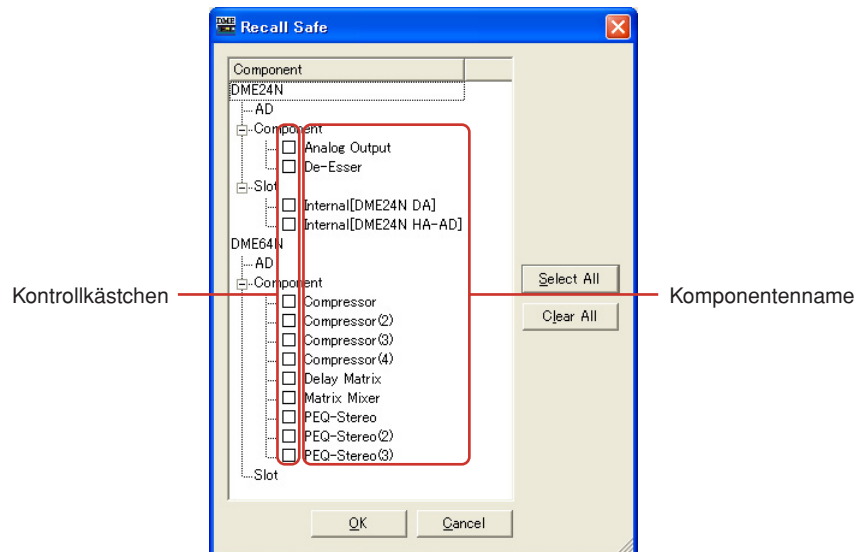 DME
Recall Safe
Component
DME24N
AD
Component
Analog Output
De-Esser
Slot
Internal[DME24N DA]
Internal[DME24N HA-AD]
DME64N
AD
Component
Compressor
Compressor(2)
Compressor(3)
Compressor(4)
Delay Matrix
Matrix Mixer
PEQ-Stereo
PEQ-Stereo(2)
PEQ-Stereo(3)
Slot
Select All
Clear All
OK
Cancel
Kontrollkästchen
Komponentenname